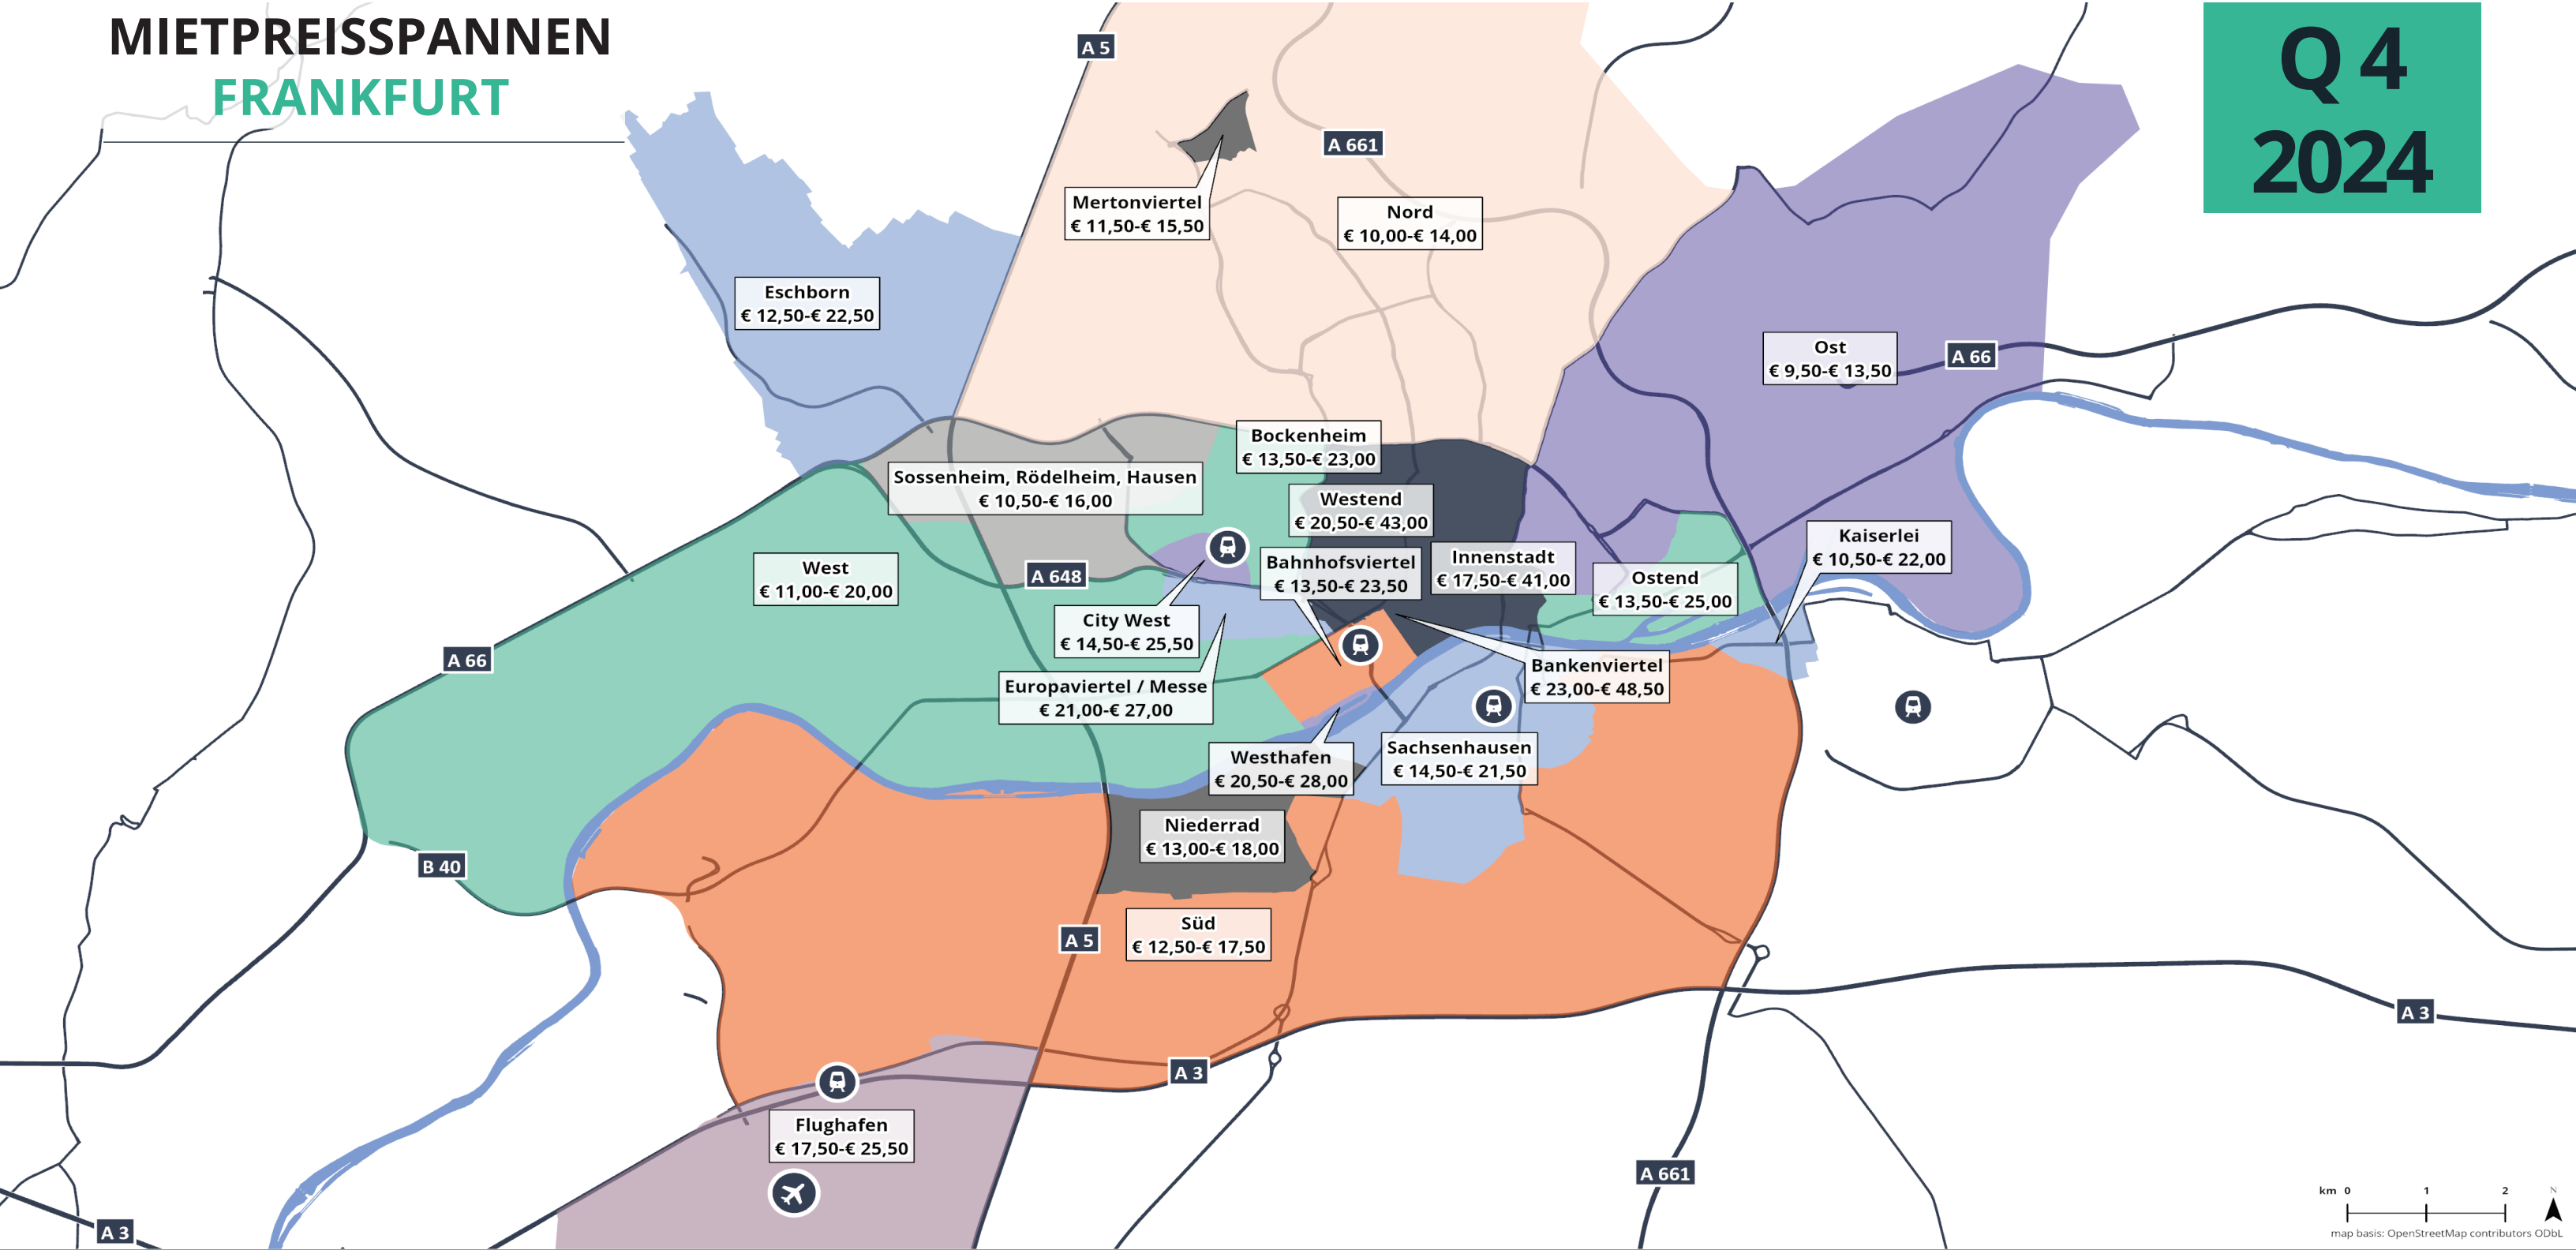 MIETPREISSPANNEN
FRANKFURT
Q 4
2024
A 5
A 661
Mertonviertel
€ 11,50-€ 15,50
Nord
€ 10,00-€ 14,00
Eschborn
€ 12,50-€ 22,50
Ost
€ 9,50-€ 13,50
A 66
Bockenheim
€ 13,50-€ 23,00
Sossenheim, Rödelheim, Hausen
€ 10,50-€ 16,00
Westend
€ 20,50-€ 43,00
Kaiserlei
€ 10,50-€ 22,00
West
€ 11,00-€ 20,00
A 648
Bahnhofsviertel
€ 13,50-€ 23,50
Innenstadt
€ 17,50-€ 41,00
Ostend
€ 13,50-€ 25,00
City West
€ 14,50-€ 25,50
A 66
Bankenviertel
€ 23,00-€ 48,50
Europaviertel / Messe
€ 21,00-€ 27,00
Westhafen
€ 20,50-€ 28,00
Sachsenhausen
€ 14,50-€ 21,50
Niederrad
€ 13,00-€ 18,00
B 40
Süd
€ 12,50-€ 17,50
A 5
A 3
A 3
Flughafen
€ 17,50-€ 25,50
A 661
A 3
km 0 1 2 N
map basis: OpenStreetMap contributors ODbL